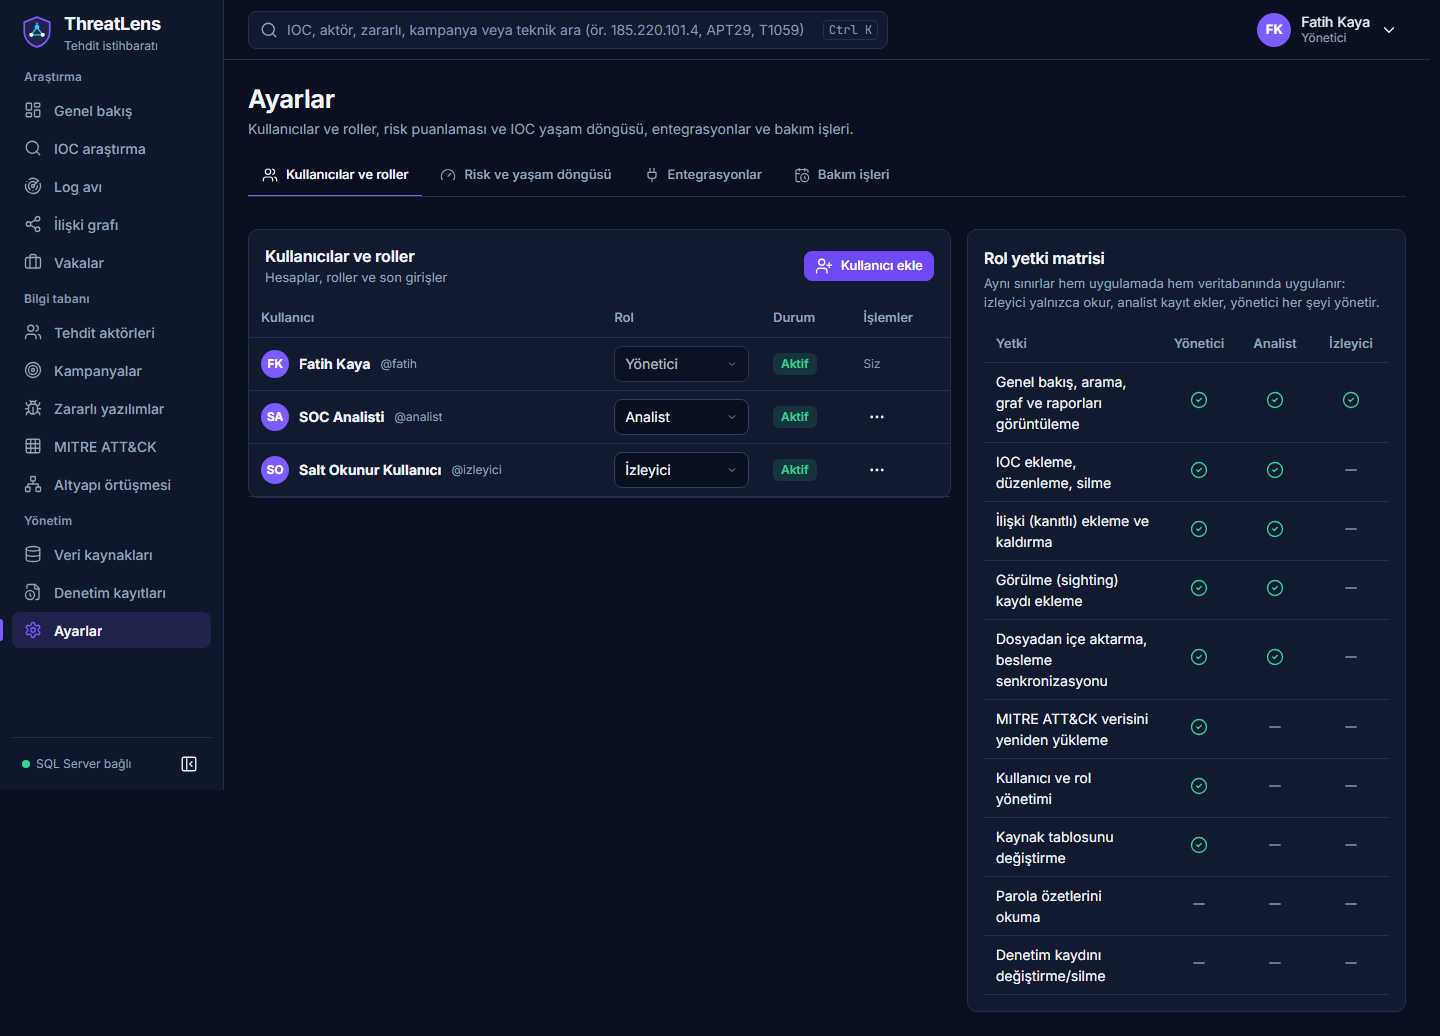 ThreatLens
Tehdit istihbaratı
Araştırma
Genel bakış
IOC araştırma
Log avı
İlişki grafı
Vakalar
Bilgi tabanı
Tehdit aktörleri
Kampanyalar
Zararlı yazılımlar
MITRE ATT&CK
Altyapı örtüşmesi
Yönetim
Veri kaynakları
Denetim kayıtları
Ayarlar
SQL Server bağlı
IOC, aktör, zararlı, kampanya veya teknik ara (ör. 185.220.101.4, APT29, T1059) Ctrl K
FK Fatih Kaya
Yönetici
Ayarlar
Kullanıcılar ve roller, risk puanlaması ve IOC yaşam döngüsü, entegrasyonlar ve bakım işleri.
Kullanıcılar ve roller Risk ve yaşam döngüsü Entegrasyonlar Bakım işleri
Kullanıcılar ve roller
Hesaplar, roller ve son girişler
Kullanıcı ekle
Kullanıcı Rol Durum İşlemler
FK Fatih Kaya @fatih Yönetici Aktif Siz
SA SOC Analisti @analist Analist Aktif
SO Salt Okunur Kullanıcı @izleyici İzleyici Aktif
Rol yetki matrisi
Aynı sınırlar hem uygulamada hem veritabanında uygulanır:
izleyici yalnızca okur, analist kayıt ekler, yönetici her şeyi yönetir.
Yetki Yönetici Analist İzleyici
Genel bakış, arama,
graf ve raporları
görüntüleme
IOC ekleme,
düzenleme, silme
İlişki (kanıtlı) ekleme ve
kaldırma
Görülme (sighting)
kaydı ekleme
Dosyadan içe aktarma,
besleme
senkronizasyonu
MITRE ATT&CK verisini
yeniden yükleme
Kullanıcı ve rol
yönetimi
Kaynak tablosunu
değiştirme
Parola özetlerini
okuma
Denetim kaydını
değiştirme/silme